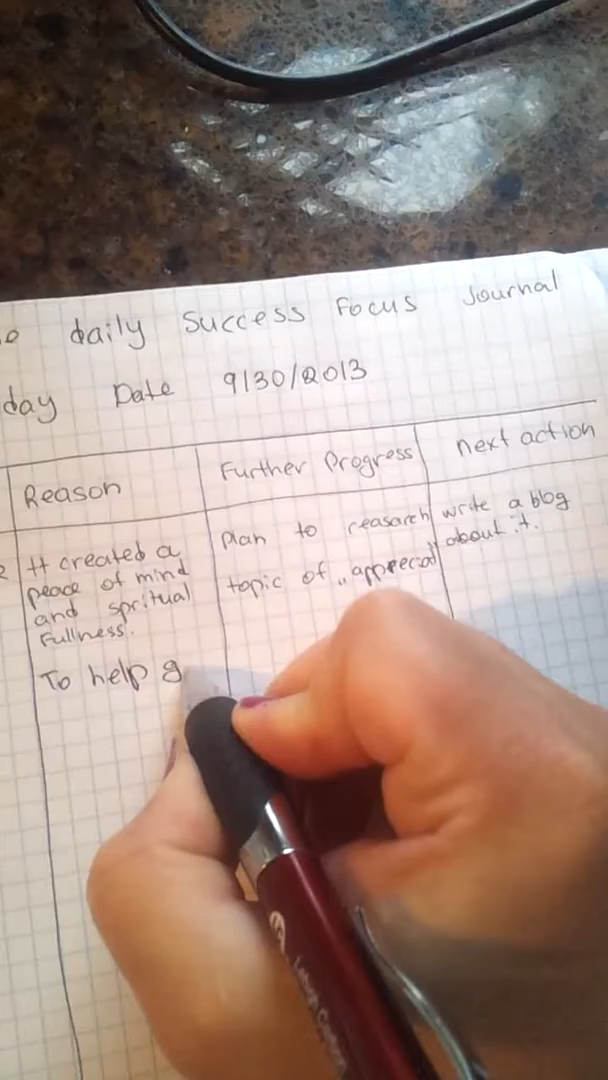 daily Success Focus Journal
day Date 9/30/2013
Reason Further Progress next action
It created a
peace of mind
and spritual
Fullness.
To help g
Plan to reasarch
topic of „apprecat"
write a blog
about it.